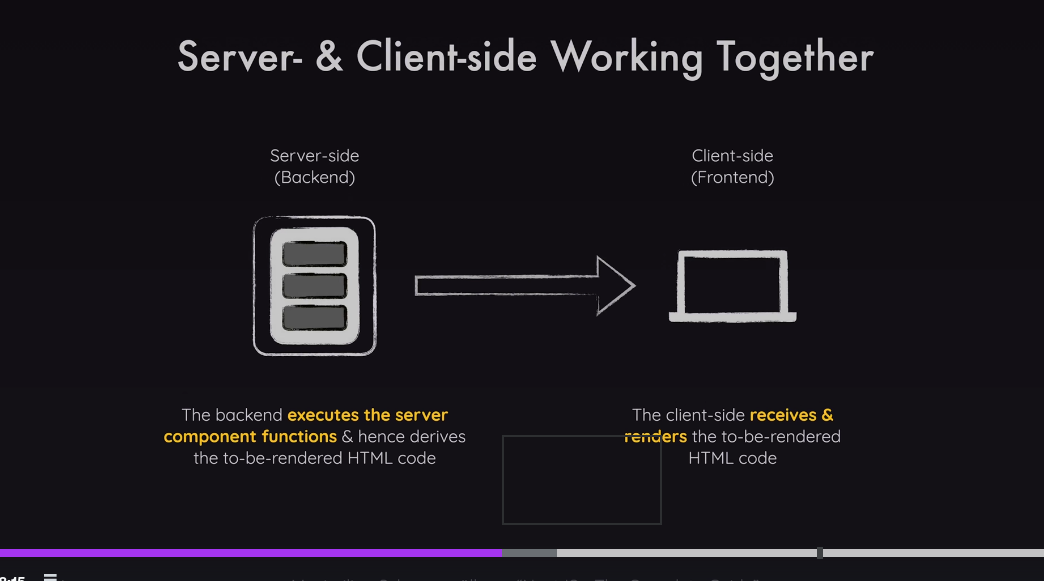 Server- & Client-side Working Together
Server-side
(Backend)
Client-side
(Frontend)
The backend executes the server
component functions & hence derives
the to-be-rendered HTML code
The client-side receives &
renders the to-be-rendered
HTML code